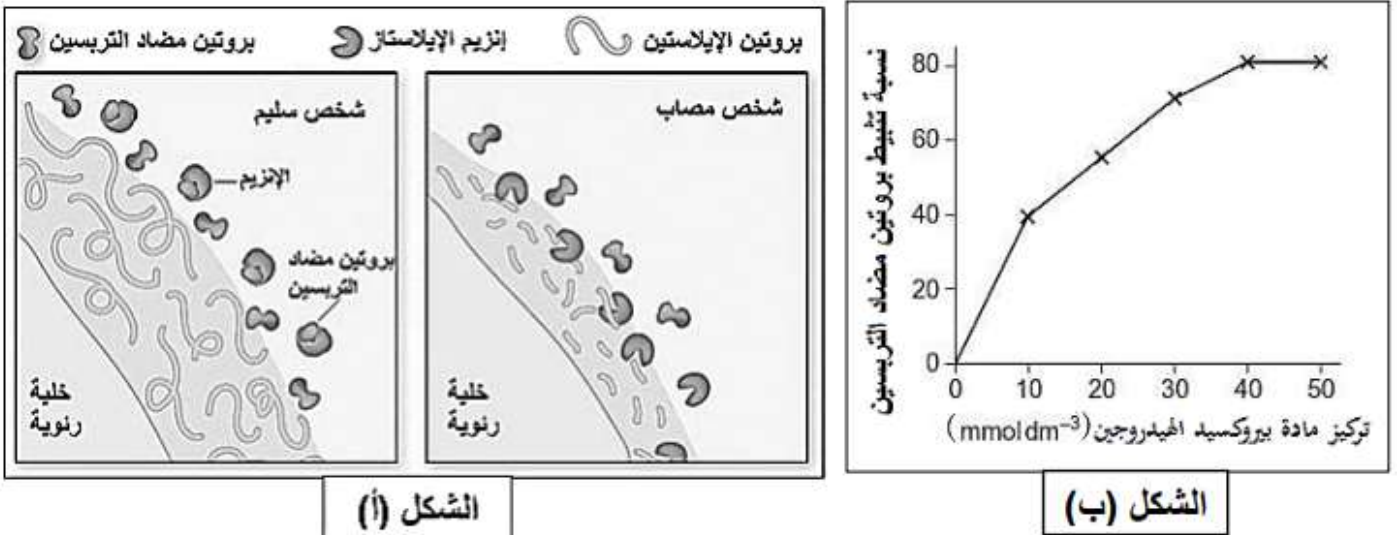 بروتين الإيلاستين
إنزيم الإيلاستاز
بروتين مضاد التربسين
شخص سليم
الإنزيم
بروتين مضاد
التربسين
خلية
رئوية
شخص مصاب
خلية
رئوية
الشكل (أ)
نسبة تثبيط بروتين مضاد التربسين
80
60
40
20
0
0 10 20 30 40 50
تركيز مادة بيروكسيد الهيدروجين (mmol dm⁻³)
الشكل (ب)